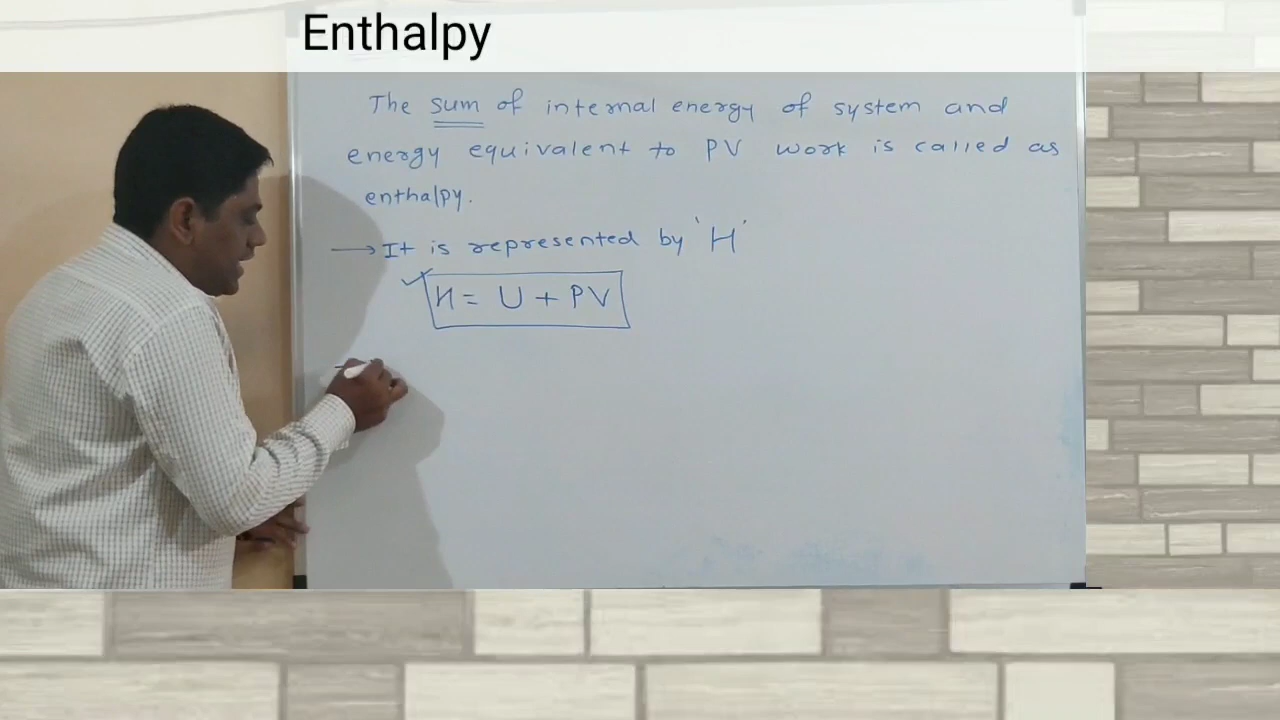 Enthalpy
The sum of internal energy of system and
energy equivalent to PV work is called as
enthalpy.
→ It is represented by 'H'
✓ H = U + PV